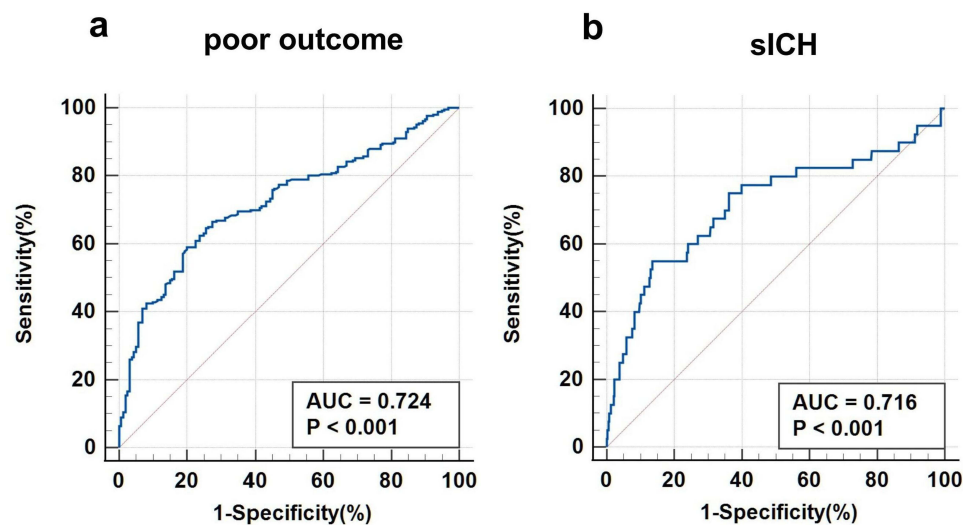 a
poor outcome
b
sICH
100
80
60
40
20
0
Sensitivity(%)
AUC = 0.724
P < 0.001
0 20 40 60 80 100
1-Specificity(%)
100
80
60
40
20
0
Sensitivity(%)
AUC = 0.716
P < 0.001
0 20 40 60 80 100
1-Specificity(%)